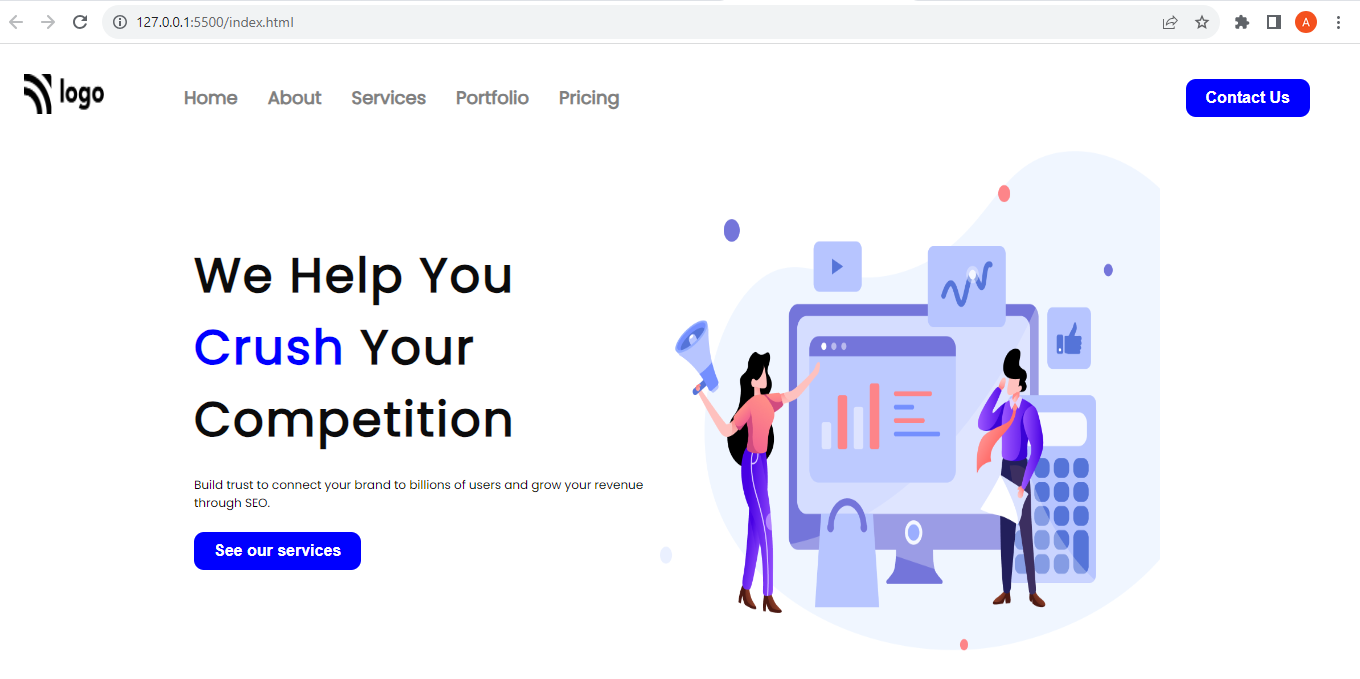 127.0.0.1:5500/index.html
A
logo
Home About Services Portfolio Pricing
Contact Us
We Help You
Crush Your
Competition
Build trust to connect your brand to billions of users and grow your revenue
through SEO.
See our services